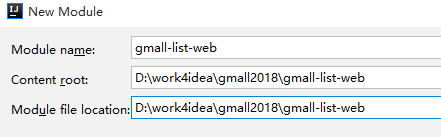 New Module
Module name: gmall-list-web
Content root: D:\work4idea\gmall2018\gmall-list-web
Module file location: D:\work4idea\gmall2018\gmall-list-web